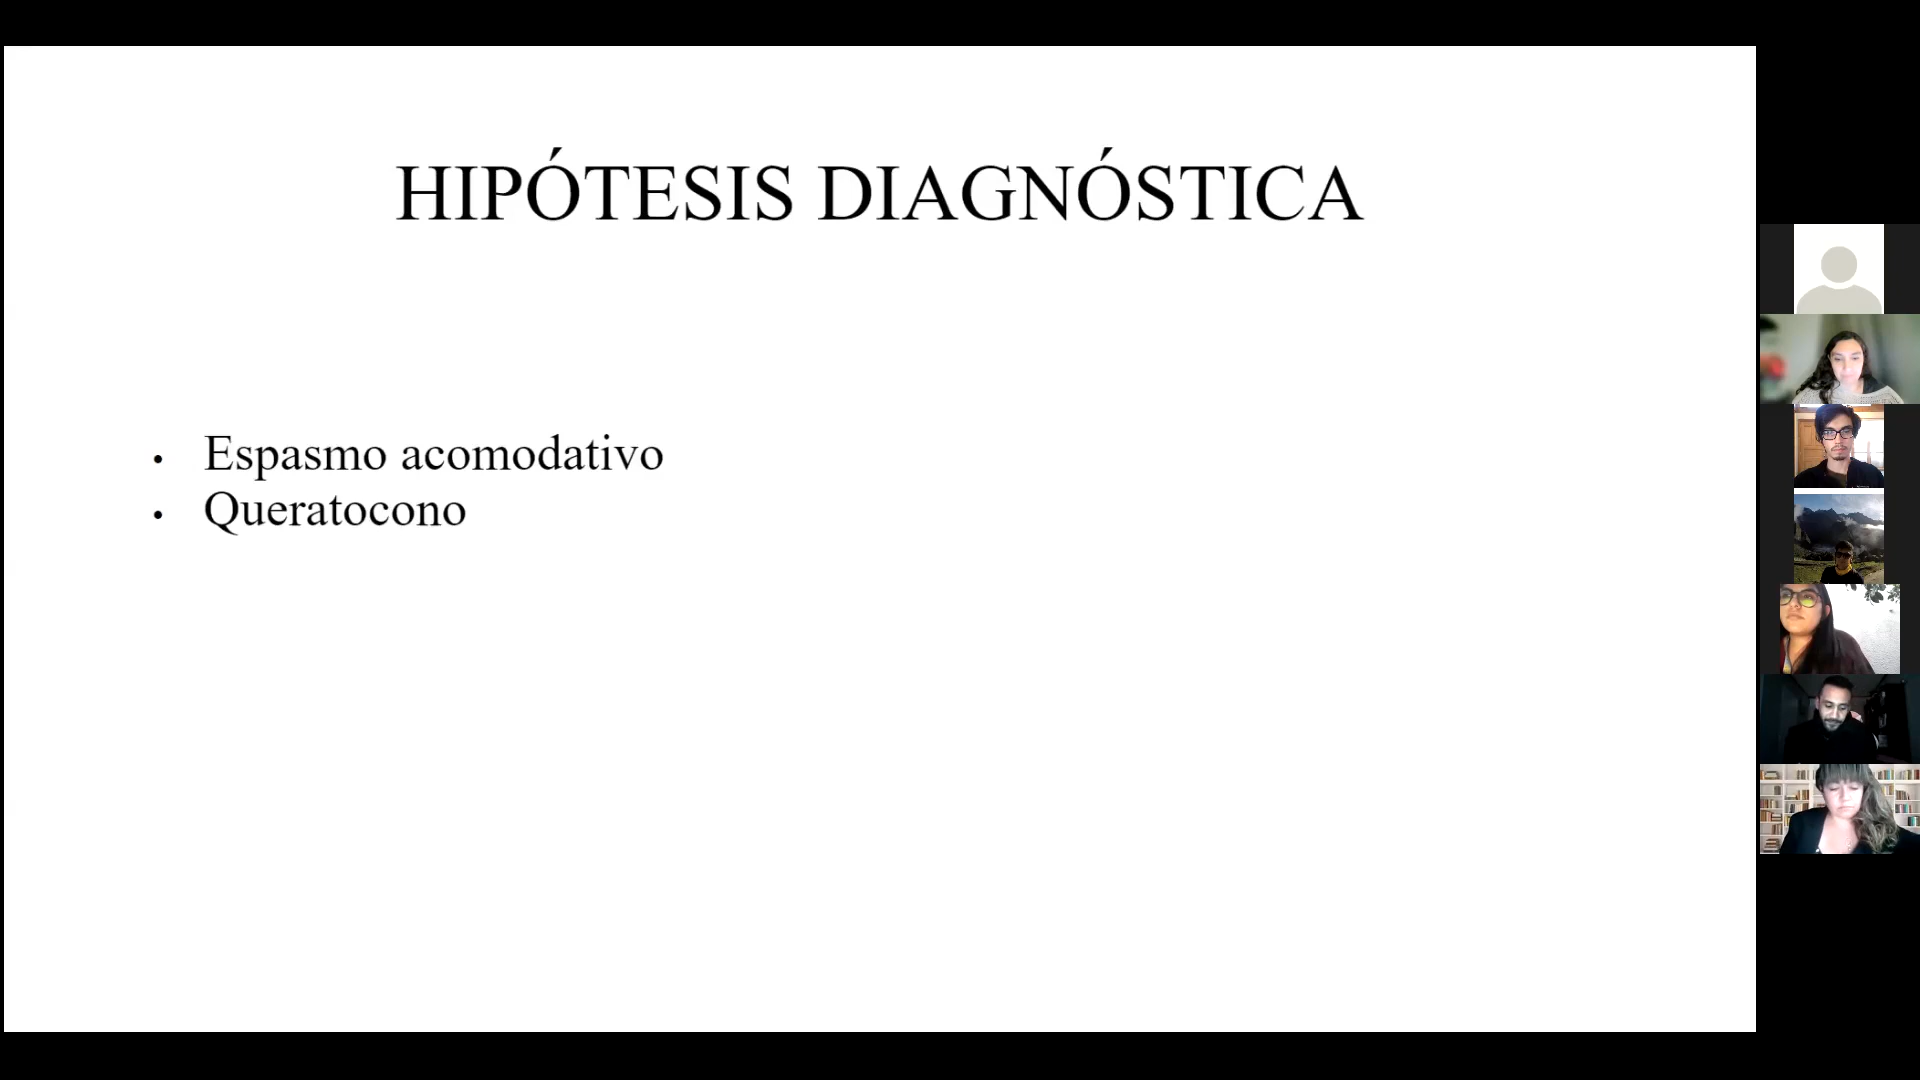 HIPÓTESIS DIAGNÓSTICA
• Espasmo acomodativo
• Queratocono